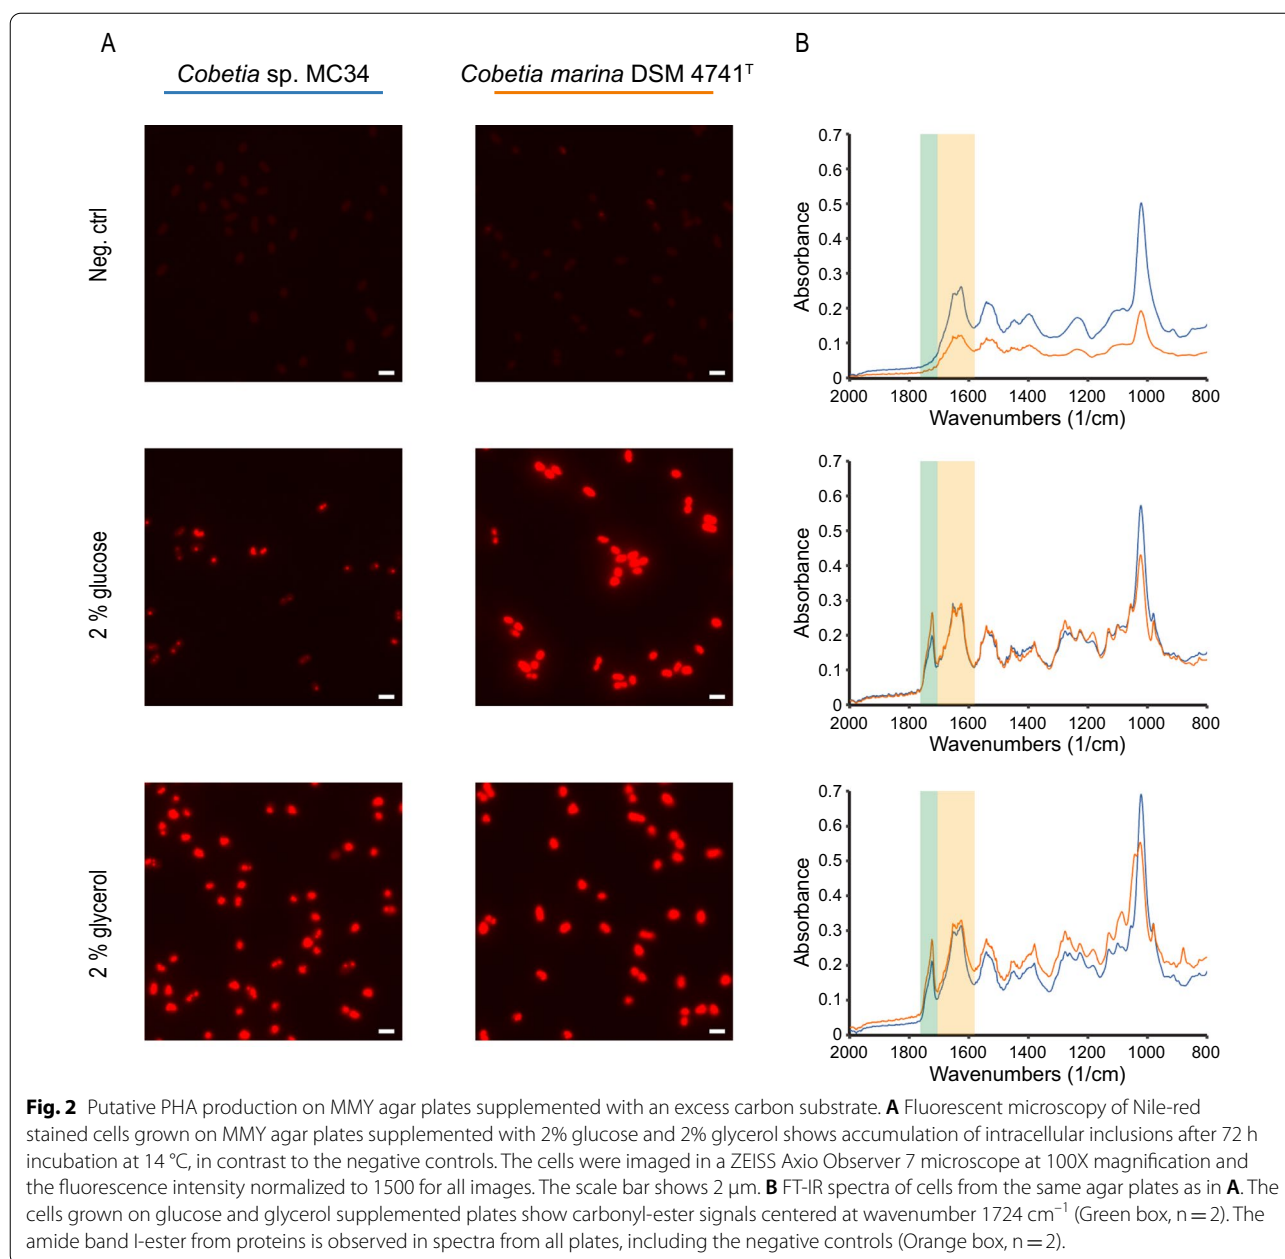 A
B
Cobetia sp. MC34
Cobetia marina DSM 4741ᵀ
Neg. ctrl
0.7
0.6
0.5
0.4
0.3
0.2
0.1
0
Absorbance
2000 1800 1600 1400 1200 1000 800
Wavenumbers (1/cm)
2 % glucose
0.7
0.6
0.5
0.4
0.3
0.2
0.1
0
Absorbance
2000 1800 1600 1400 1200 1000 800
Wavenumbers (1/cm)
2 % glycerol
0.7
0.6
0.5
0.4
0.3
0.2
0.1
0
Absorbance
2000 1800 1600 1400 1200 1000 800
Wavenumbers (1/cm)
Fig. 2 Putative PHA production on MMY agar plates supplemented with an excess carbon substrate. A Fluorescent microscopy of Nile-red
stained cells grown on MMY agar plates supplemented with 2% glucose and 2% glycerol shows accumulation of intracellular inclusions after 72 h
incubation at 14 °C, in contrast to the negative controls. The cells were imaged in a ZEISS Axio Observer 7 microscope at 100X magnification and
the fluorescence intensity normalized to 1500 for all images. The scale bar shows 2 μm. B FT-IR spectra of cells from the same agar plates as in A. The
cells grown on glucose and glycerol supplemented plates show carbonyl-ester signals centered at wavenumber 1724 cm⁻¹ (Green box, n = 2). The
amide band I-ester from proteins is observed in spectra from all plates, including the negative controls (Orange box, n = 2).